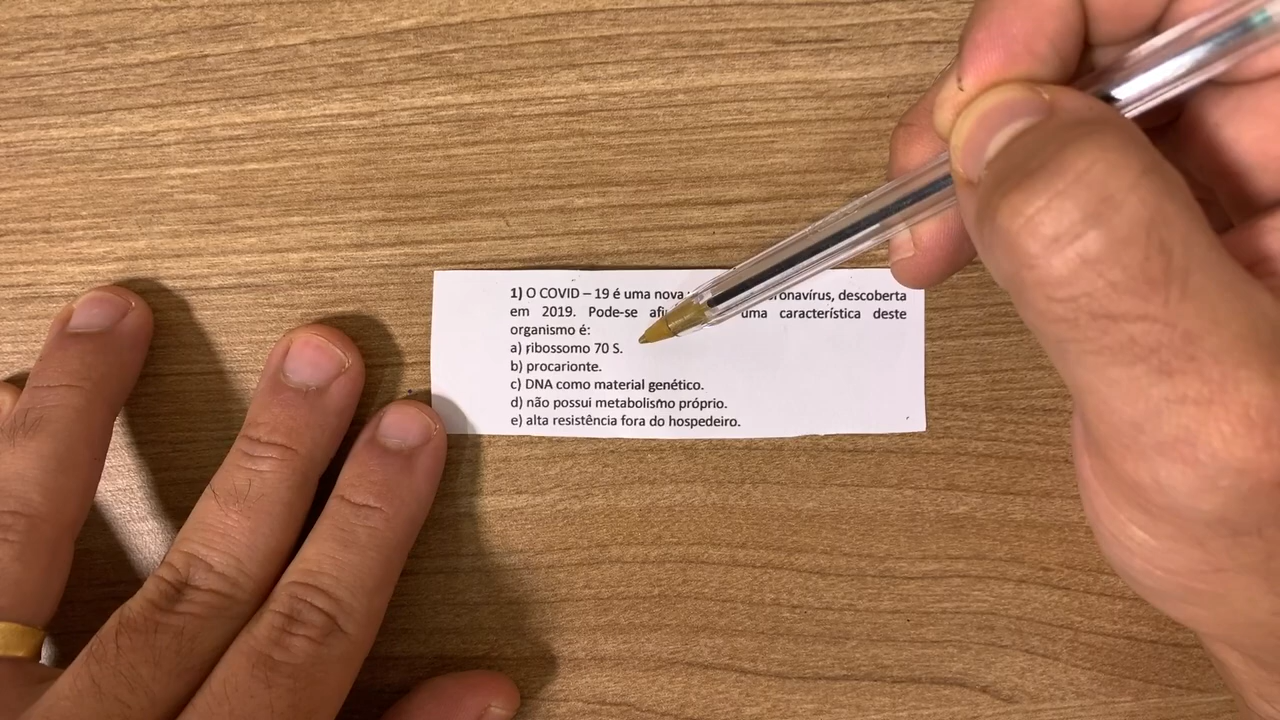 1) O COVID – 19 é uma nova ronavírus, descoberta
em 2019. Pode-se uma característica deste
organismo é:
a) ribossomo 70 S.
b) procarionte.
c) DNA como material genético.
d) não possui metabolismo próprio.
e) alta resistência fora do hospedeiro.